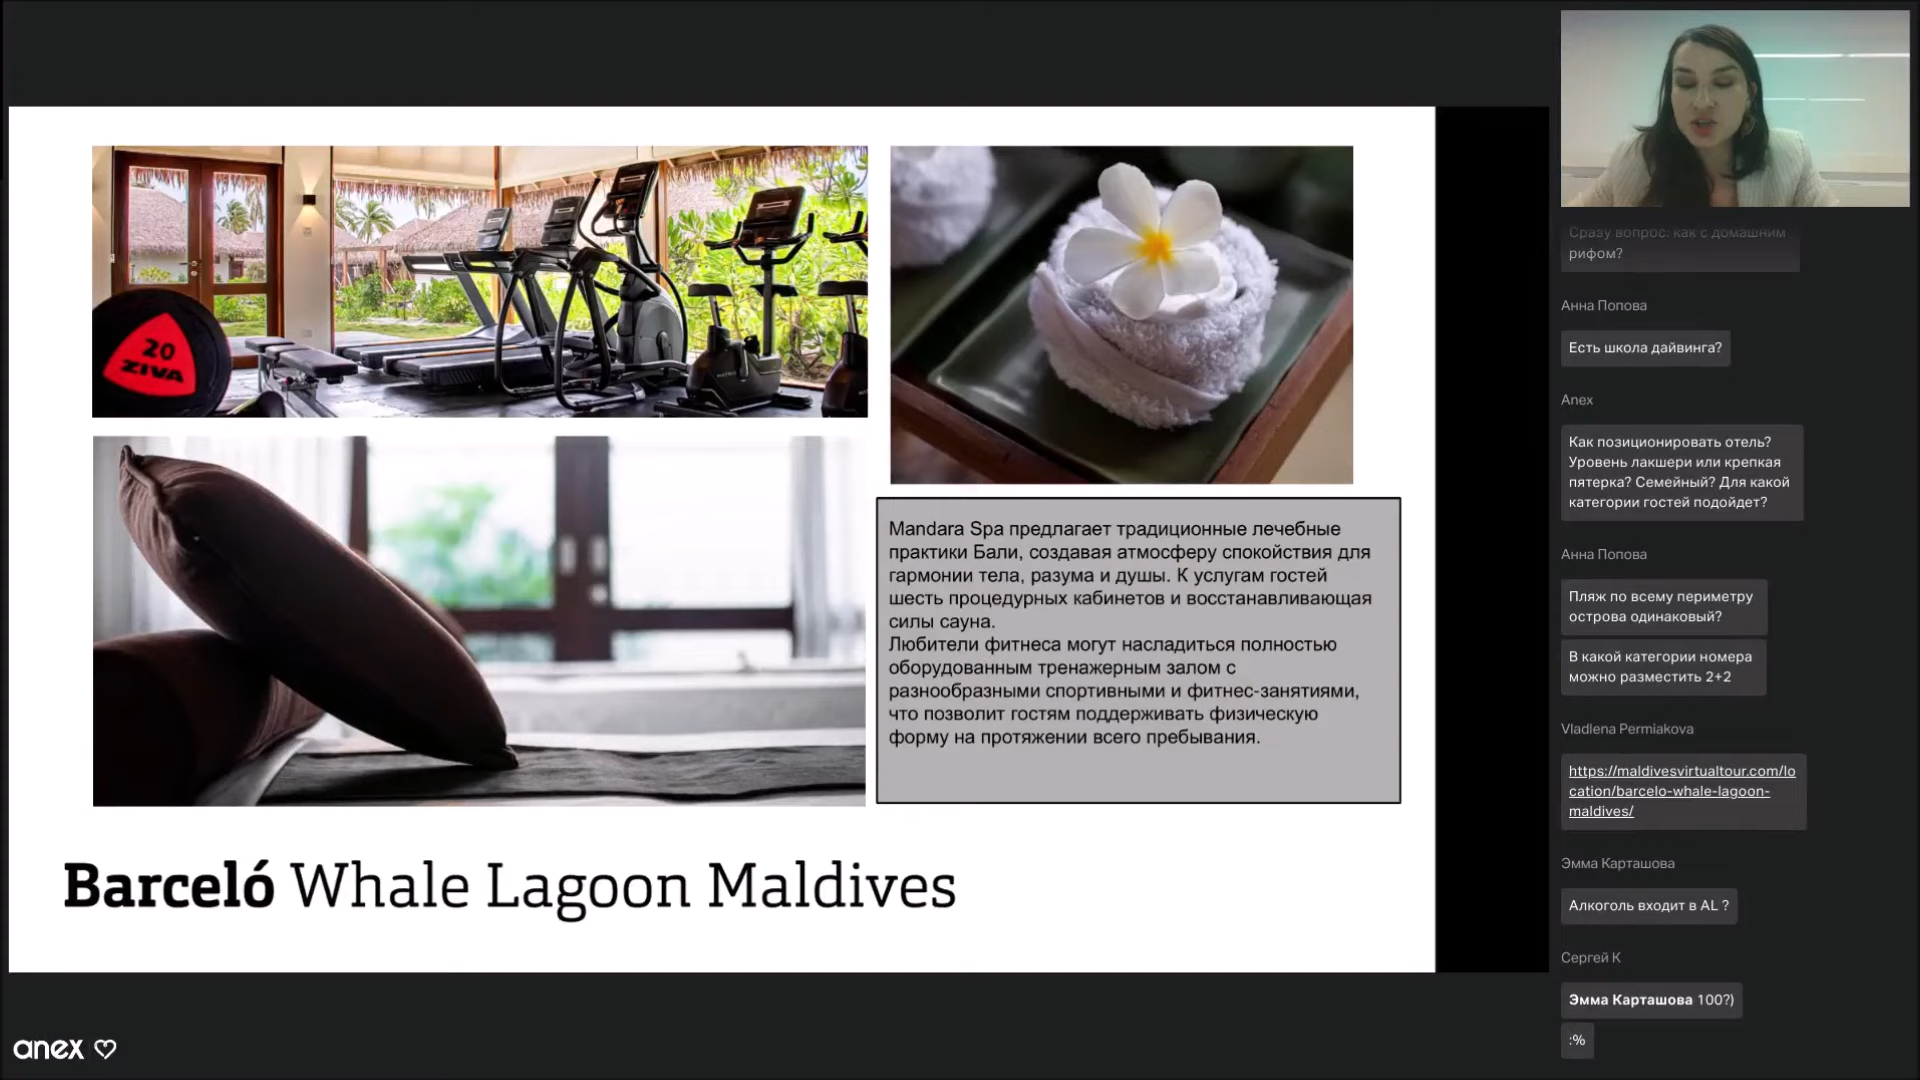 20
ZIVA
Mandara Spa предлагает традиционные лечебные
практики Бали, создавая атмосферу спокойствия для
гармонии тела, разума и души. К услугам гостей
шесть процедурных кабинетов и восстанавливающая
силы сауна.
Любители фитнеса могут насладиться полностью
оборудованным тренажерным залом с
разнообразными спортивными и фитнес-занятиями,
что позволит гостям поддерживать физическую
форму на протяжении всего пребывания.
Barceló Whale Lagoon Maldives
anex
Сразу вопрос: как с домашним
рифом?
Анна Попова
Есть школа дайвинга?
Anex
Как позиционировать отель?
Уровень лакшери или крепкая
пятерка? Семейный? Для какой
категории гостей подойдет?
Анна Попова
Пляж по всему периметру
острова одинаковый?
В какой категории номера
можно разместить 2+2
Vladlena Permiakova
https://maldivesvirtualtour.com/lo
cation/barcelo-whale-lagoon-
maldives/
Эмма Карташова
Алкоголь входит в AL ?
Сергей К
Эмма Карташова 100?)
:%